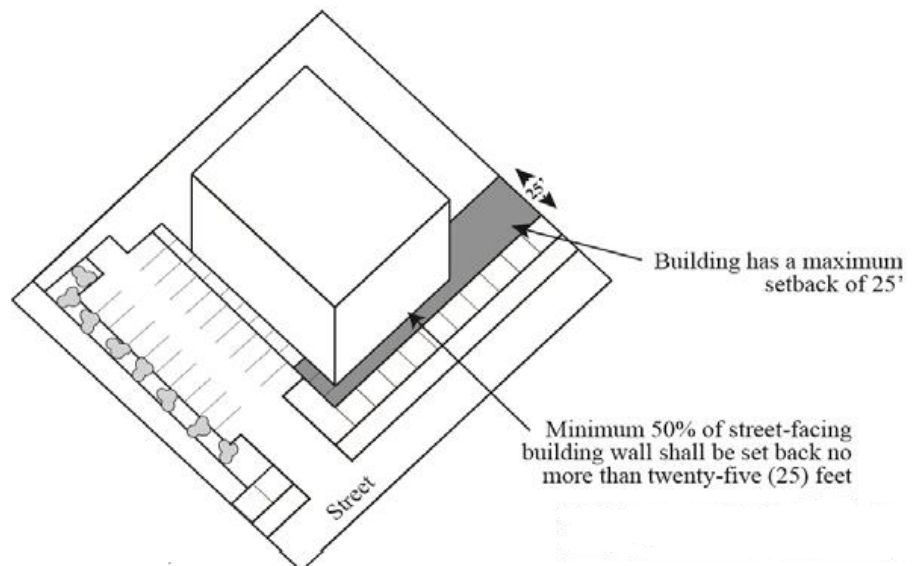 25'
Building has a maximum
setback of 25’
Minimum 50% of street-facing
building wall shall be set back no
more than twenty-five (25) feet
Street